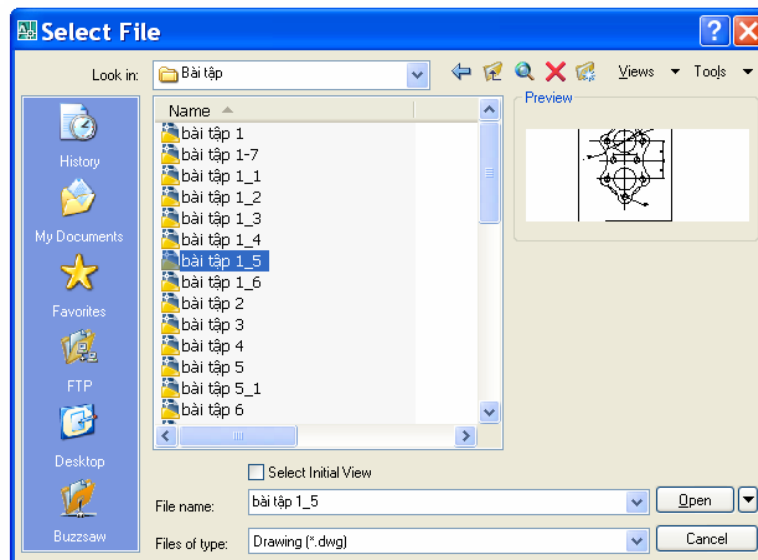 Select File
Look in:
Bài tập
Views
Tools
History
My Documents
Favorites
FTP
Desktop
Buzzsaw
Name
bài tập 1
bài tập 1-7
bài tập 1_1
bài tập 1_2
bài tập 1_3
bài tập 1_4
bài tập 1_5
bài tập 1_6
bài tập 2
bài tập 3
bài tập 4
bài tập 5
bài tập 5_1
bài tập 6
Preview
Select Initial View
File name:
bài tập 1_5
Open
Files of type:
Drawing (*.dwg)
Cancel